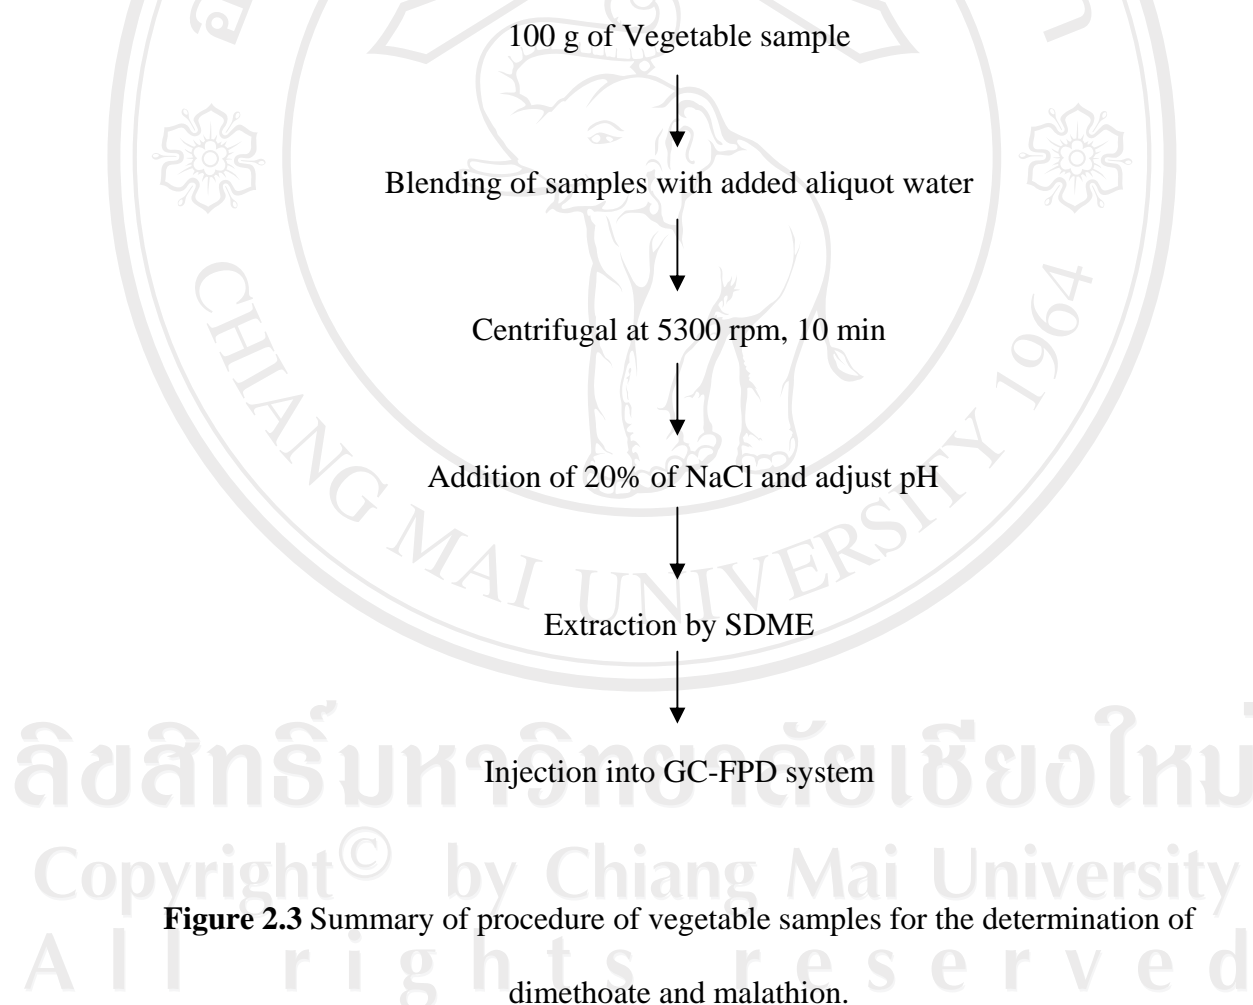 100 g of Vegetable sample
Blending of samples with added aliquot water
Centrifugal at 5300 rpm, 10 min
Addition of 20% of NaCl and adjust pH
Extraction by SDME
Injection into GC-FPD system
CHIANG MAI UNIVERSITY 1964
ลิขสิทธิ์มหาวิทยาลัยเชียงใหม่
Copyright© by Chiang Mai University
Figure 2.3 Summary of procedure of vegetable samples for the determination of
All rights reserved
dimethoate and malathion.